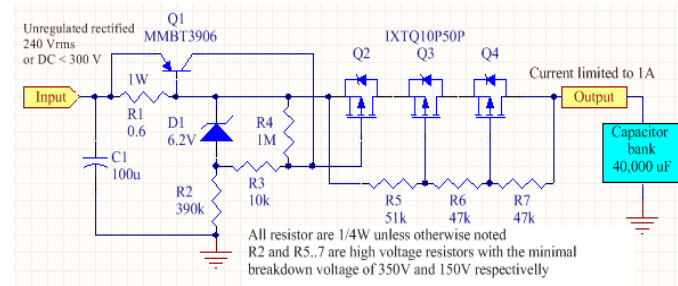 Unregulated rectified
240 Vrms
or DC < 300 V
Q1
MMBT3906
IXTQ10P50P
Q2
Q3
Q4
Current limited to 1A
Input
1W
R1
0.6
D1
6.2V
R4
1M
Output
Capacitor
bank
40,000 uF
C1
100u
R2
390k
R3
10k
R5
51k
R6
47k
R7
47k
All resistor are 1/4W unless otherwise noted
R2 and R5..7 are high voltage resistors with the minimal
breakdown voltage of 350V and 150V respectivelly